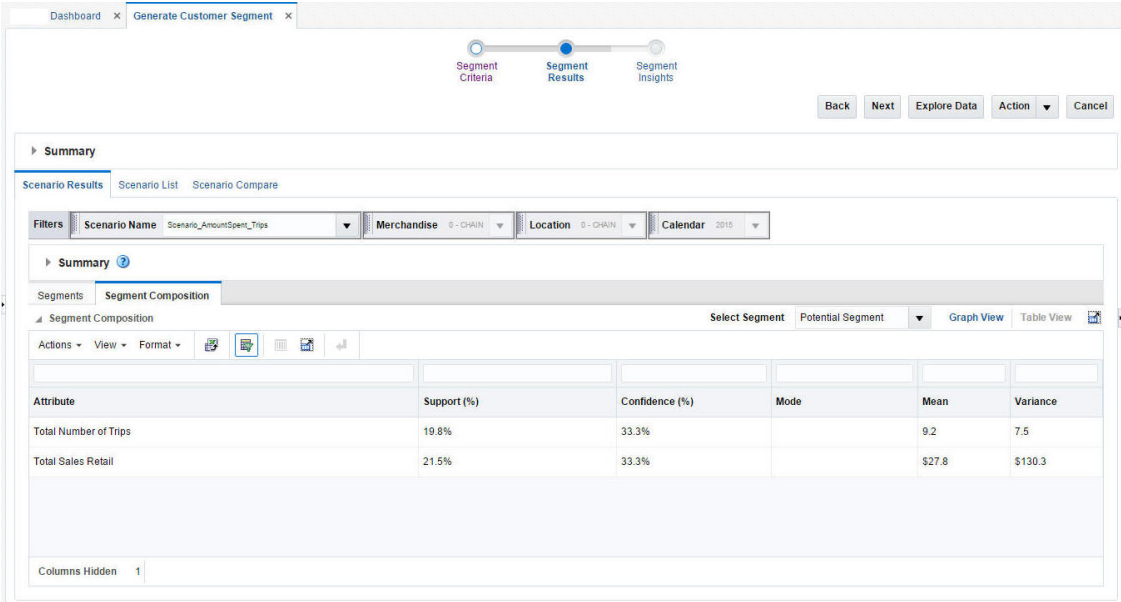 Dashboard × Generate Customer Segment ×
Segment Criteria
Segment Results
Segment Insights
Back Next Explore Data Action Cancel
Summary
Scenario Results Scenario List Scenario Compare
Filters Scenario Name Scenario_AmountSpent_Trips Merchandise 0 - CHAIN Location 0 - CHAIN Calendar 2015
Summary ?
Segments Segment Composition
Segment Composition Select Segment Potential Segment Graph View Table View
Actions View Format
Attribute Support (%) Confidence (%) Mode Mean Variance
Total Number of Trips 19.8% 33.3% 9.2 7.5
Total Sales Retail 21.5% 33.3% $27.8 $130.3
Columns Hidden 1